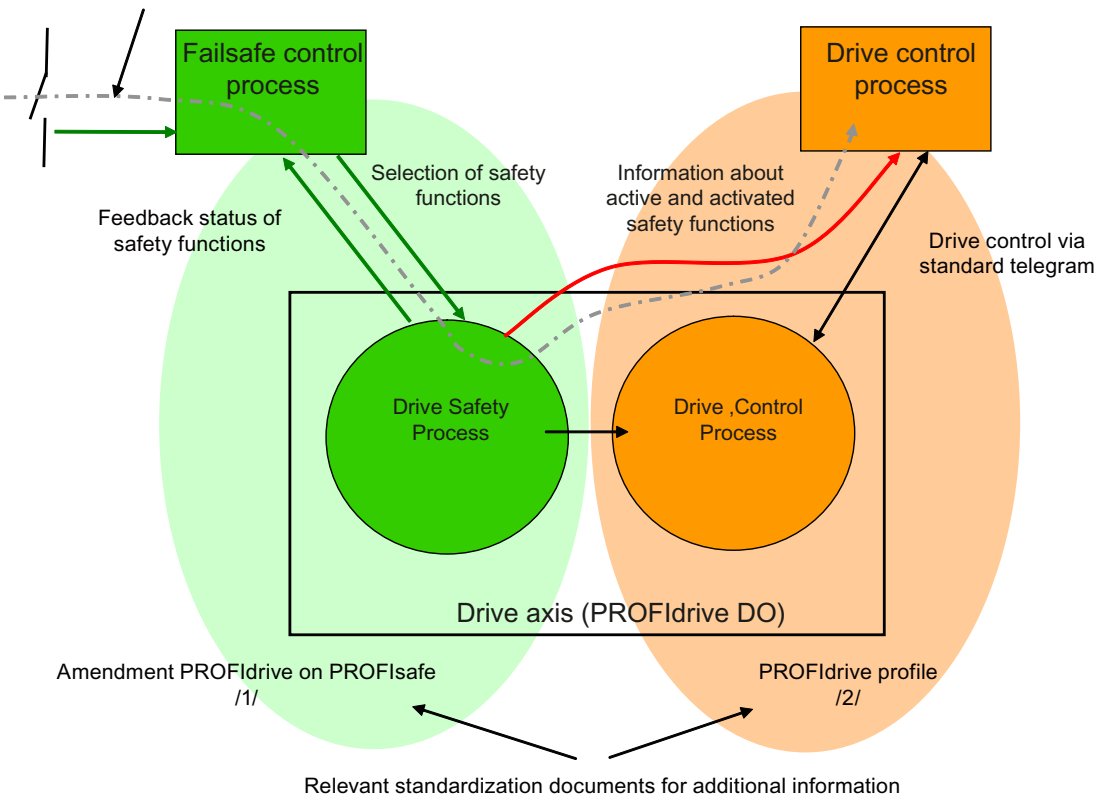 Failsafe control
process
Drive control
process
Selection of safety
functions
Information about
active and activated
safety functions
Feedback status of
safety functions
Drive control via
standard telegram
Drive Safety
Process
Drive ,Control
Process
Drive axis (PROFIdrive DO)
Amendment PROFIdrive on PROFIsafe
/1/
PROFIdrive profile
/2/
Relevant standardization documents for additional information